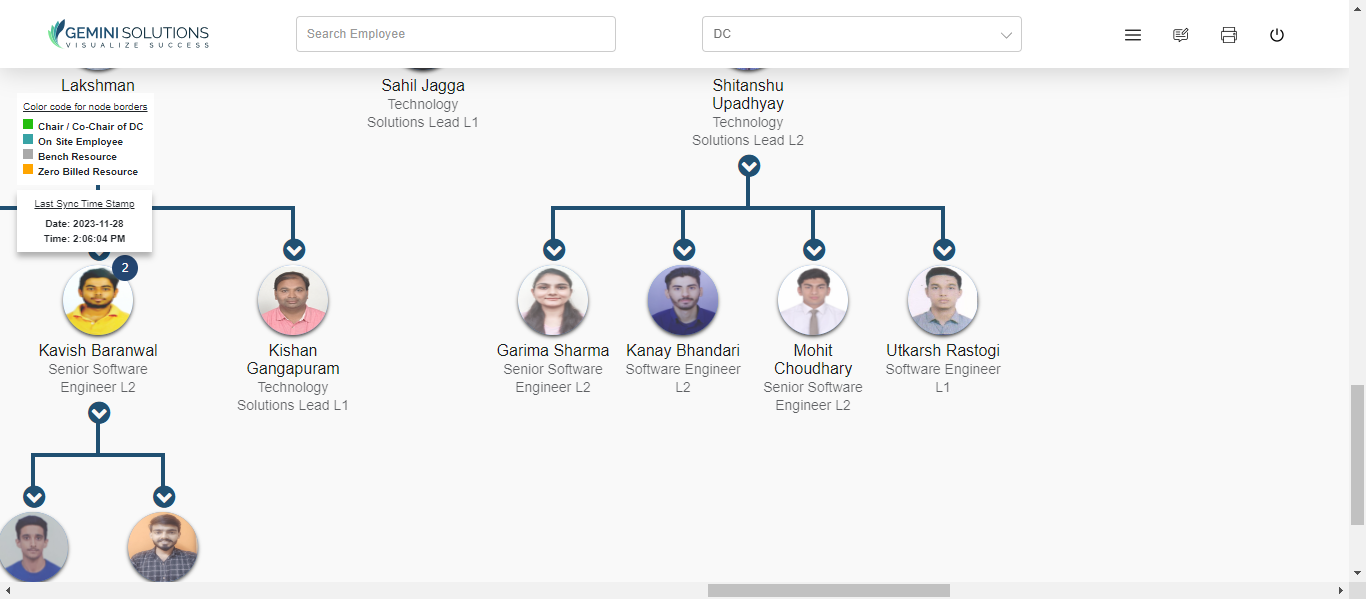 GEMINI SOLUTIONS
VISUALIZE SUCCESS
Search Employee
DC
Lakshman
Sahil Jagga
Technology
Solutions Lead L1
Shitanshu
Upadhyay
Technology
Solutions Lead L2
Color code for node borders
Chair / Co-Chair of DC
On Site Employee
Bench Resource
Zero Billed Resource
Last Sync Time Stamp
Date: 2023-11-28
Time: 2:06:04 PM
2
Kavish Baranwal
Senior Software
Engineer L2
Kishan
Gangapuram
Technology
Solutions Lead L1
Garima Sharma
Senior Software
Engineer L2
Kanay Bhandari
Software Engineer
L2
Mohit
Choudhary
Senior Software
Engineer L2
Utkarsh Rastogi
Software Engineer
L1